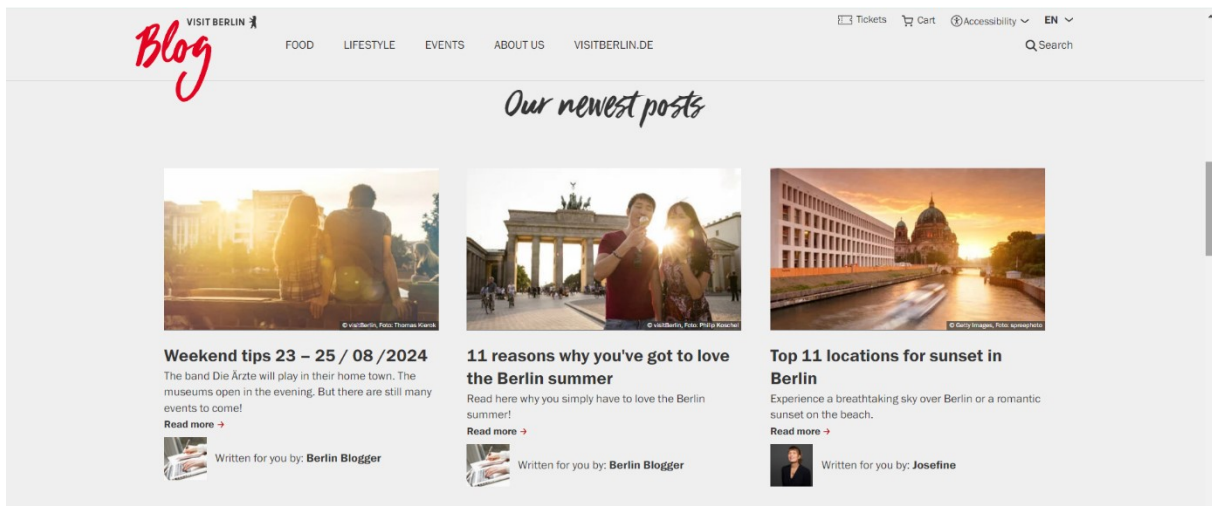 VISIT BERLIN
Blog
Tickets Cart Accessibility EN
FOOD LIFESTYLE EVENTS ABOUT US VISITBERLIN.DE
Search
Our newest posts
© visitBerlin, Foto: Thomas Kierok
Weekend tips 23 – 25 / 08 /2024
The band Die Ärzte will play in their home town. The
museums open in the evening. But there are still many
events to come!
Read more →
Written for you by: Berlin Blogger
© visitBerlin, Foto: Philip Koschel
11 reasons why you've got to love
the Berlin summer
Read here why you simply have to love the Berlin
summer!
Read more →
Written for you by: Berlin Blogger
© Getty Images, Foto: spreephoto
Top 11 locations for sunset in
Berlin
Experience a breathtaking sky over Berlin or a romantic
sunset on the beach.
Read more →
Written for you by: Josefine